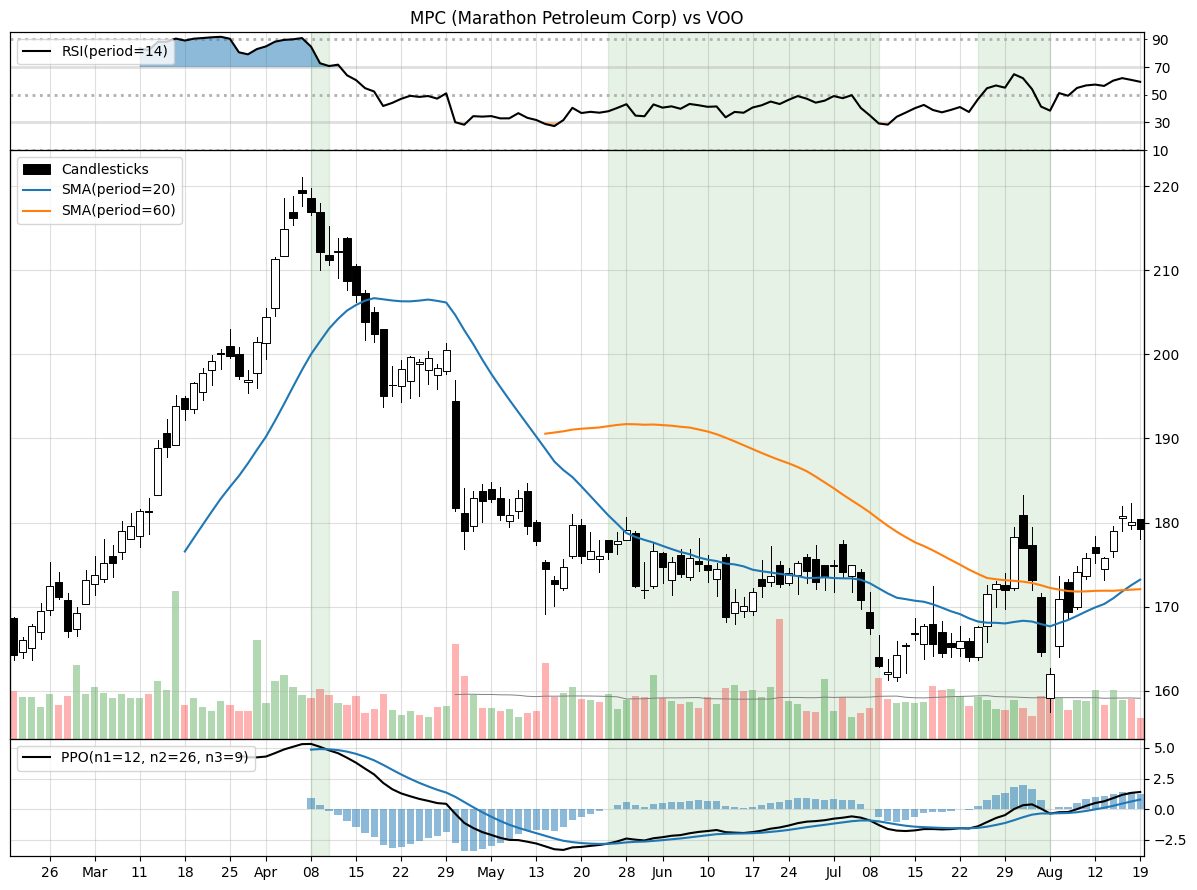 MPC (Marathon Petroleum Corp) vs VOO
RSI(period=14)
90
70
50
30
10
Candlesticks
SMA(period=20)
SMA(period=60)
220
210
200
190
180
170
160
PPO(n1=12, n2=26, n3=9)
5.0
2.5
0.0
−2.5
26 Mar 11 18 25 Apr 08 15 22 29 May 13 20 28 Jun 10 17 24 Jul 08 15 22 29 Aug 12 19